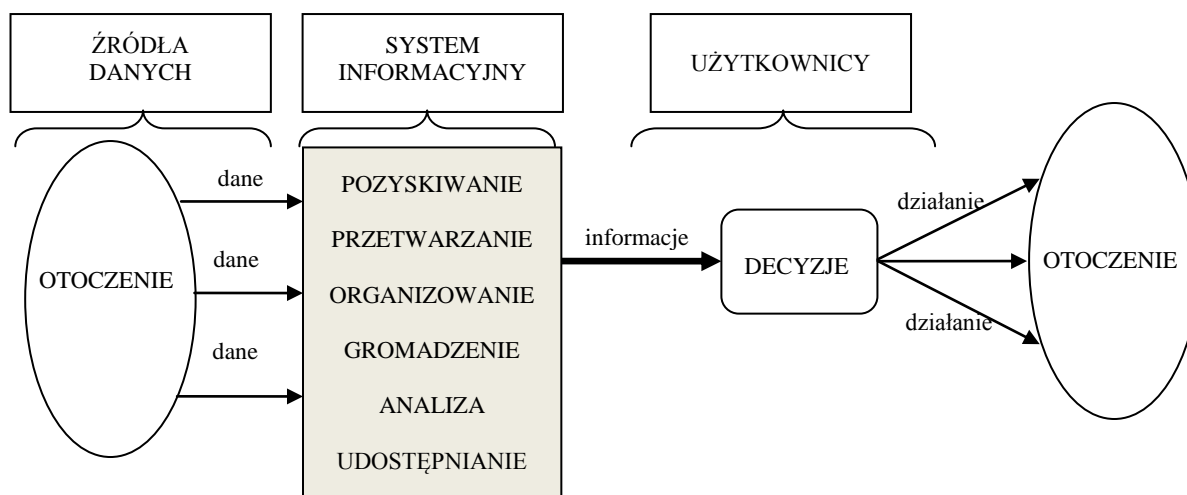 ŹRÓDŁA
DANYCH
SYSTEM
INFORMACYJNY
UŻYTKOWNICY
OTOCZENIE
dane
dane
dane
POZYSKIWANIE
PRZETWARZANIE
ORGANIZOWANIE
GROMADZENIE
ANALIZA
UDOSTĘPNIANIE
informacje
DECYZJE
działanie
działanie
OTOCZENIE